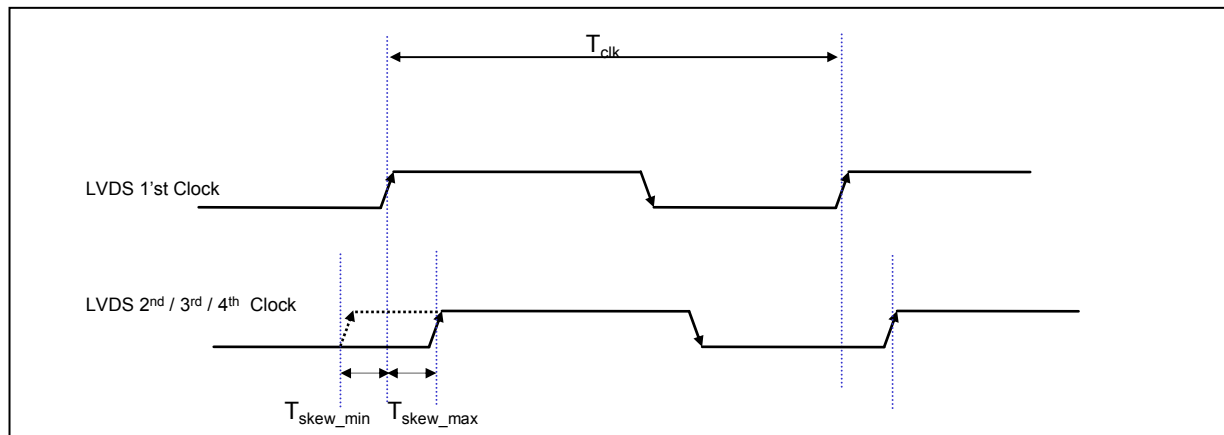 T_clk
LVDS 1'st Clock
LVDS 2nd / 3rd / 4th Clock
T_skew_min T_skew_max